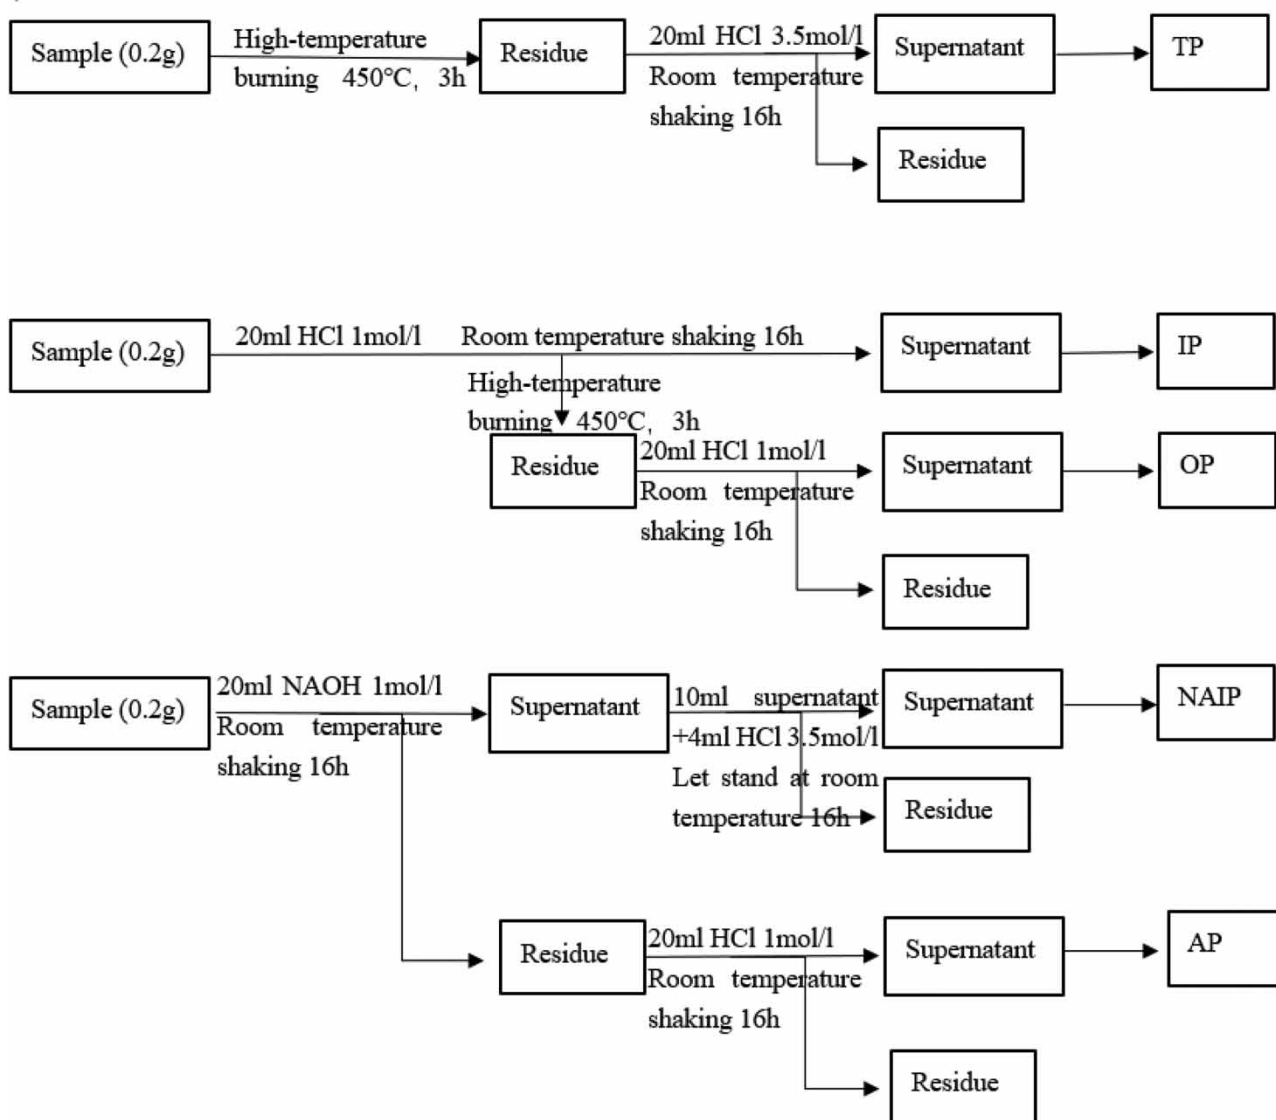 Sample (0.2g)
High-temperature
burning 450°C, 3h
Residue
20ml HCl 3.5mol/l
Room temperature
shaking 16h
Supernatant
TP
Residue
Sample (0.2g)
20ml HCl 1mol/l Room temperature shaking 16h
Supernatant
IP
High-temperature
burning 450°C, 3h
Residue
20ml HCl 1mol/l
Room temperature
shaking 16h
Supernatant
OP
Residue
Sample (0.2g)
20ml NAOH 1mol/l
Room temperature
shaking 16h
Supernatant
10ml supernatant
+4ml HCl 3.5mol/l
Let stand at room
temperature 16h
Supernatant
NAIP
Residue
Residue
20ml HCl 1mol/l
Room temperature
shaking 16h
Supernatant
AP
Residue